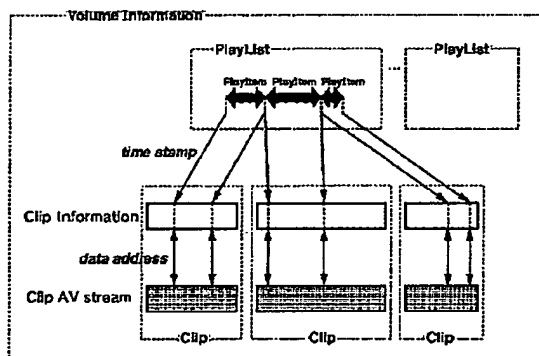 Volume Information
PlayList
PlayList
...
PlayItem PlayItem PlayItem
time stamp
Clip Information
data address
Clip AV stream
Clip
Clip
Clip